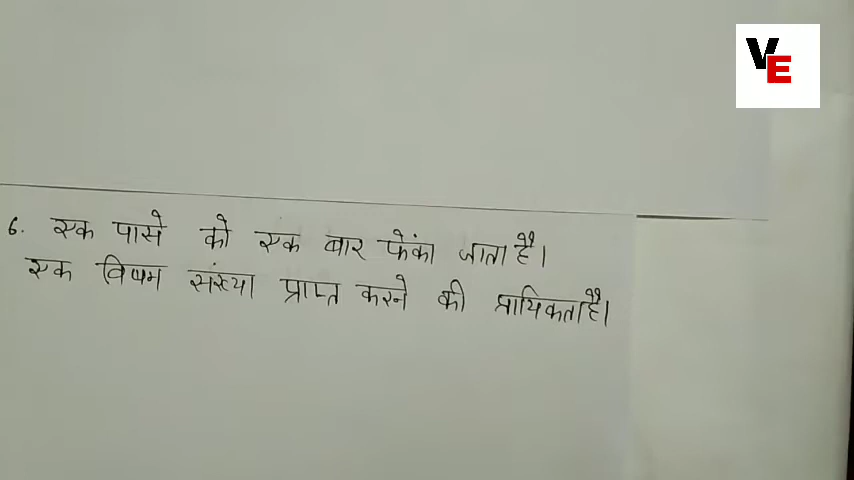 VE
6. एक पासे को एक बार फेंका जाता है।
एक विषम संख्या प्राप्त करने की प्रायिकता है।